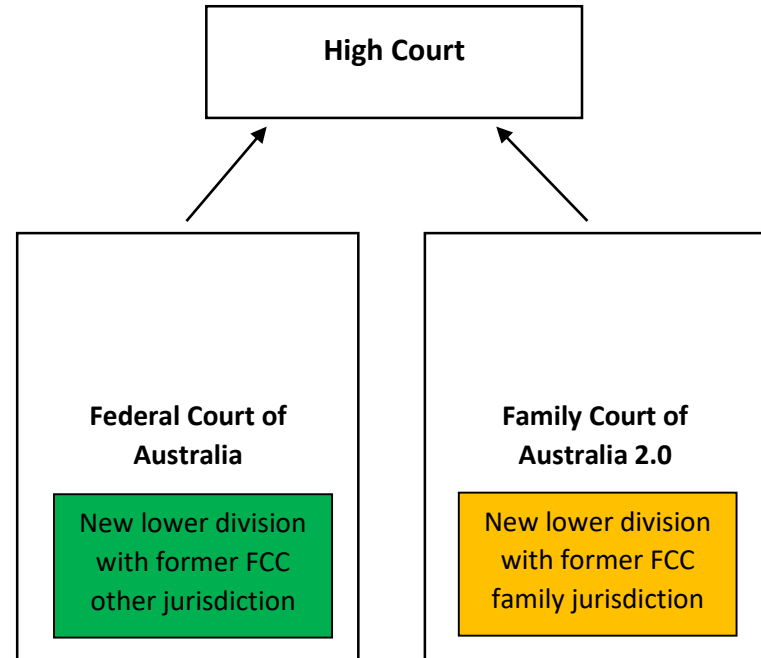 High Court
Federal Court of
Australia
New lower division
with former FCC
other jurisdiction
Family Court of
Australia 2.0
New lower division
with former FCC
family jurisdiction